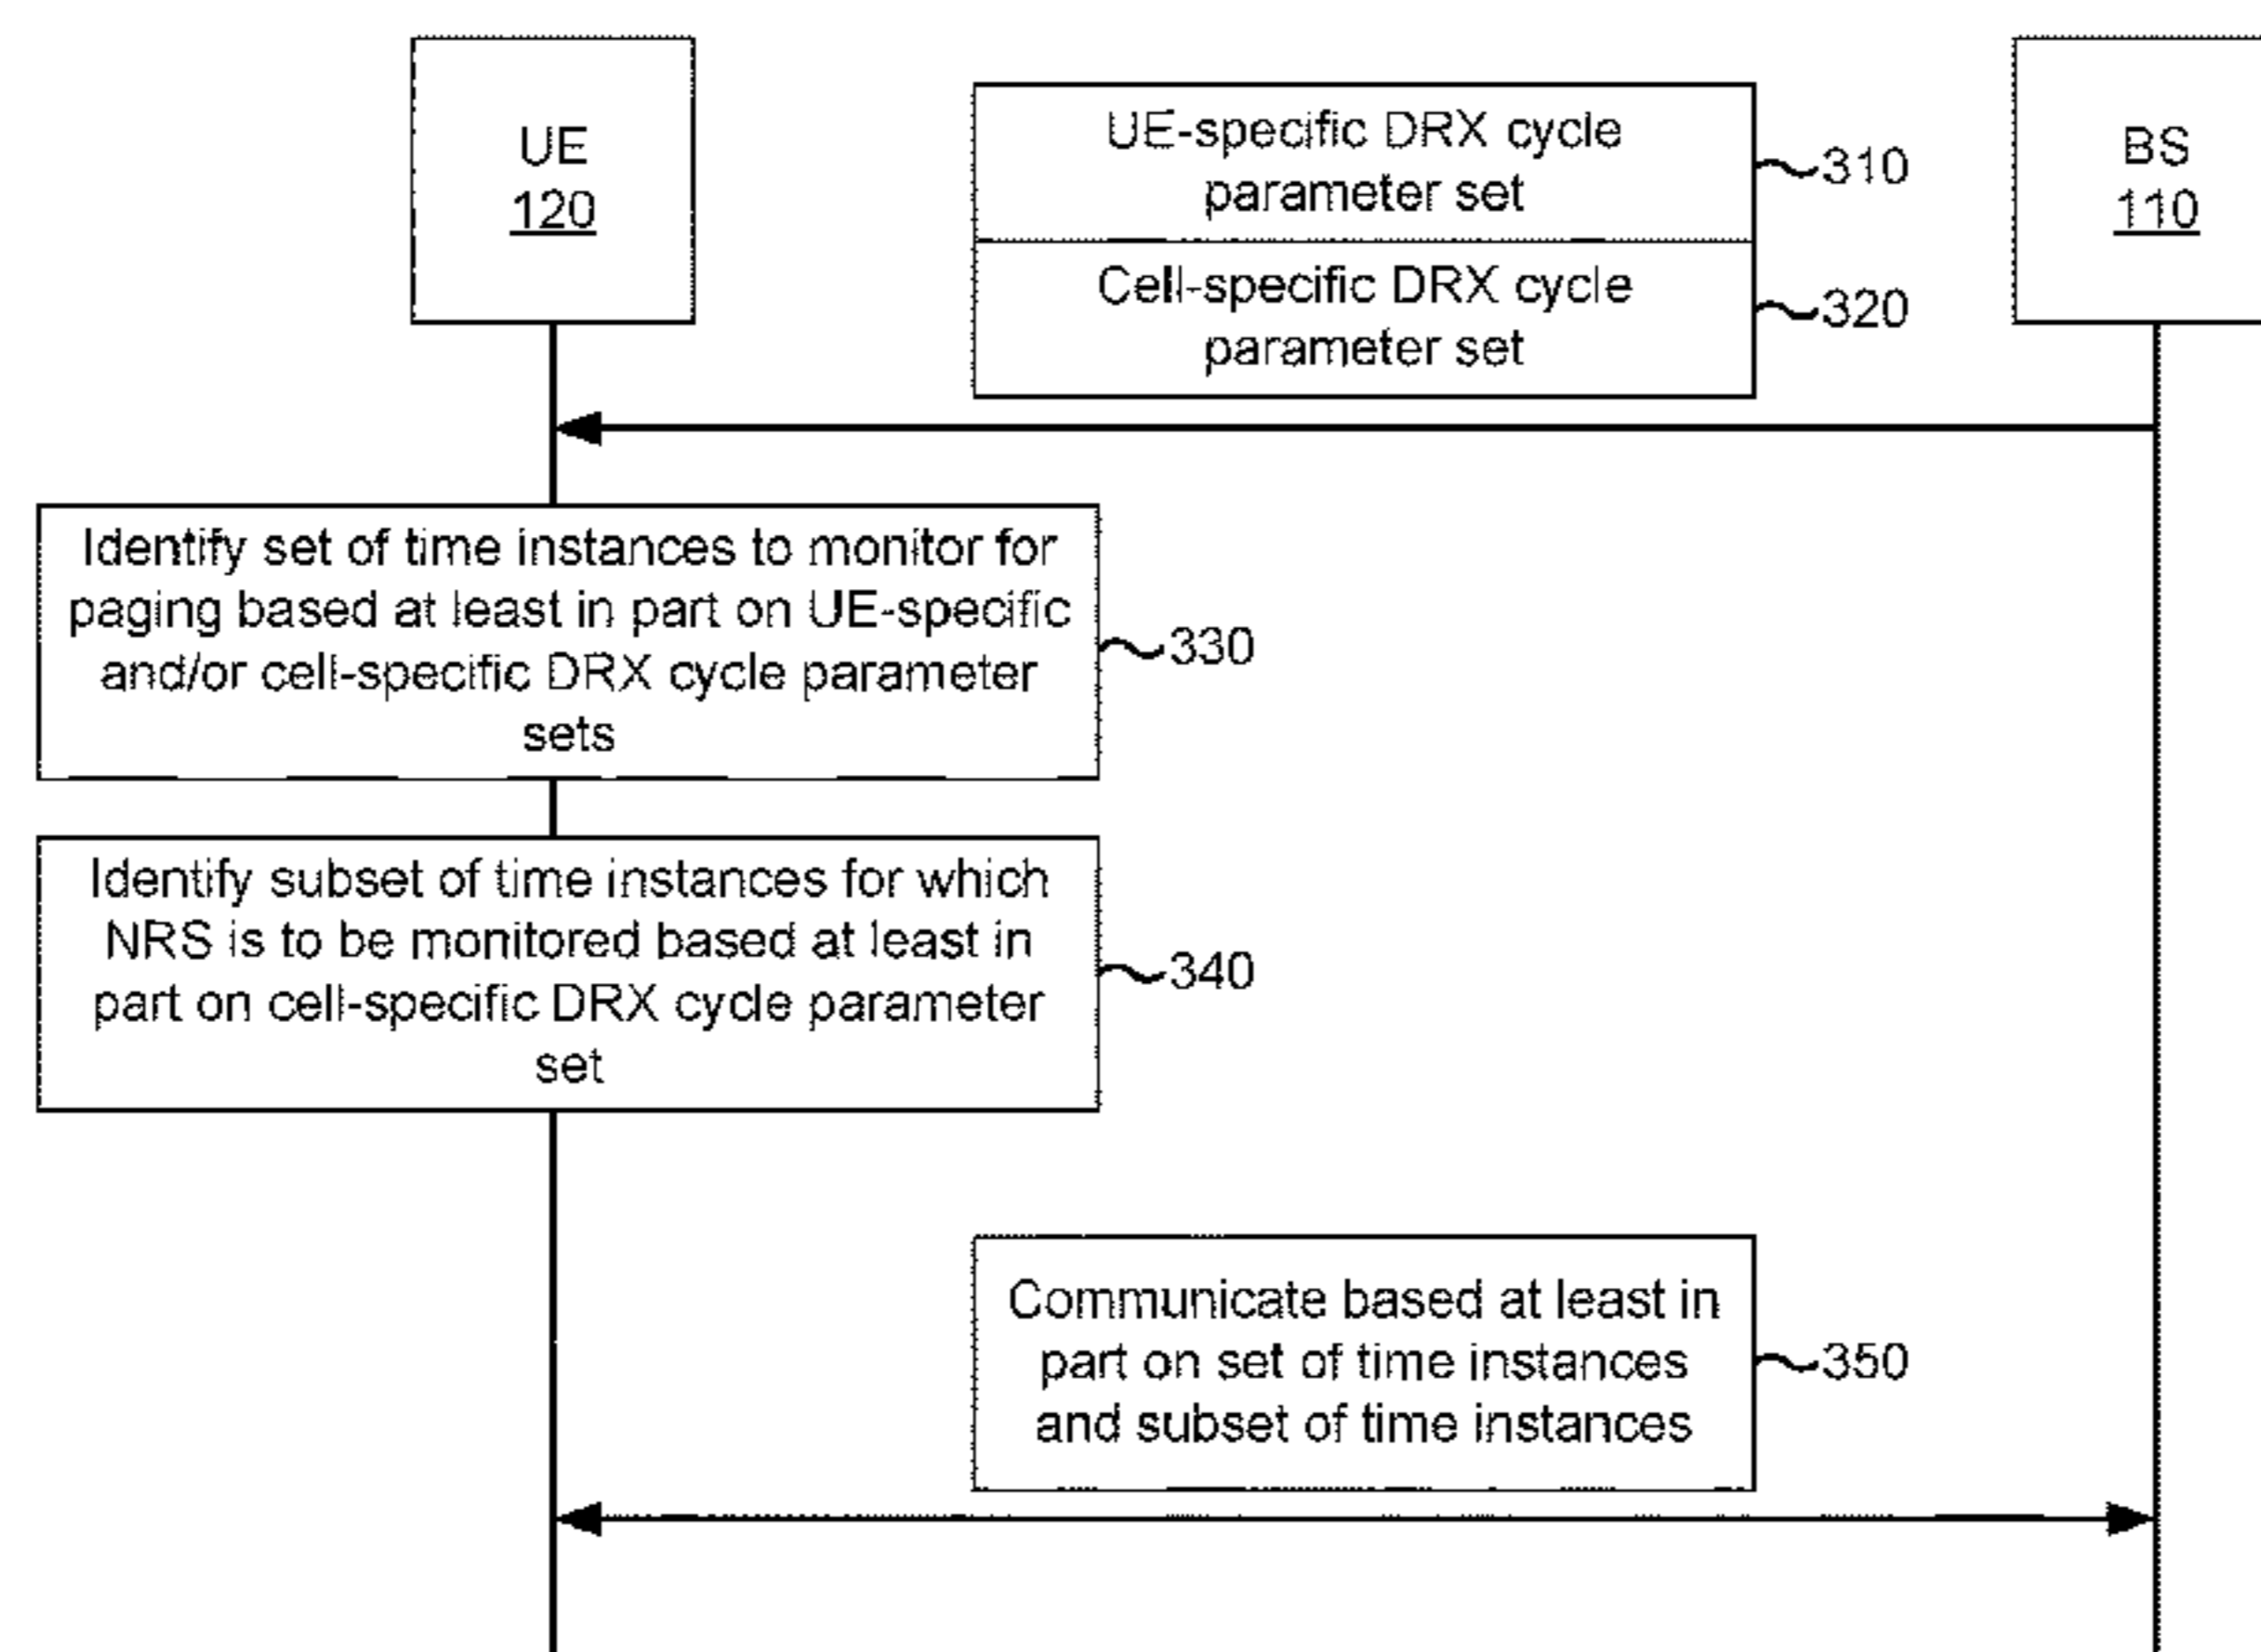 UE
120
UE-specific DRX cycle
parameter set
310
Cell-specific DRX cycle
parameter set
320
BS
110
Identify set of time instances to monitor for
paging based at least in part on UE-specific
and/or cell-specific DRX cycle parameter
sets
330
Identify subset of time instances for which
NRS is to be monitored based at least in
part on cell-specific DRX cycle parameter
set
340
Communicate based at least in
part on set of time instances
and subset of time instances
350